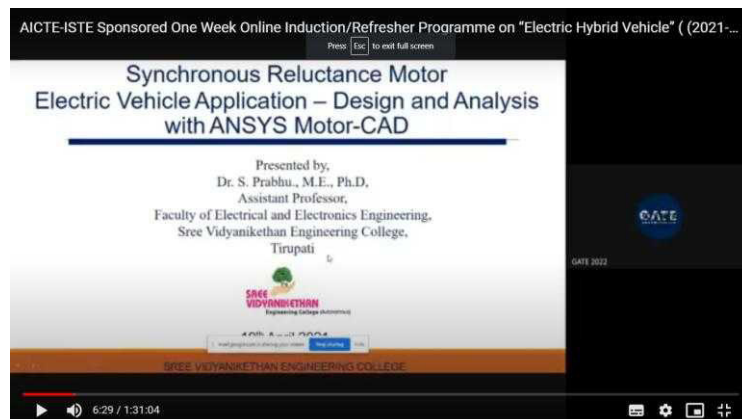 AICTE-ISTE Sponsored One Week Online Induction/Refresher Programme on "Electric Hybrid Vehicle" ( (2021-...
Press Esc to exit full screen
Synchronous Reluctance Motor
Electric Vehicle Application – Design and Analysis
with ANSYS Motor-CAD
Presented by,
Dr. S. Prabhu., M.E., Ph.D,
Assistant Professor,
Faculty of Electrical and Electronics Engineering,
Sree Vidyanikethan Engineering College,
Tirupati
GATE
GATE 2022
SREE
VIDYANIKETHAN
Engineering College (Autonomous)
April 2021
Stop sharing
SREE VIDYANIKETHAN ENGINEERING COLLEGE
6:29 / 1:31:04